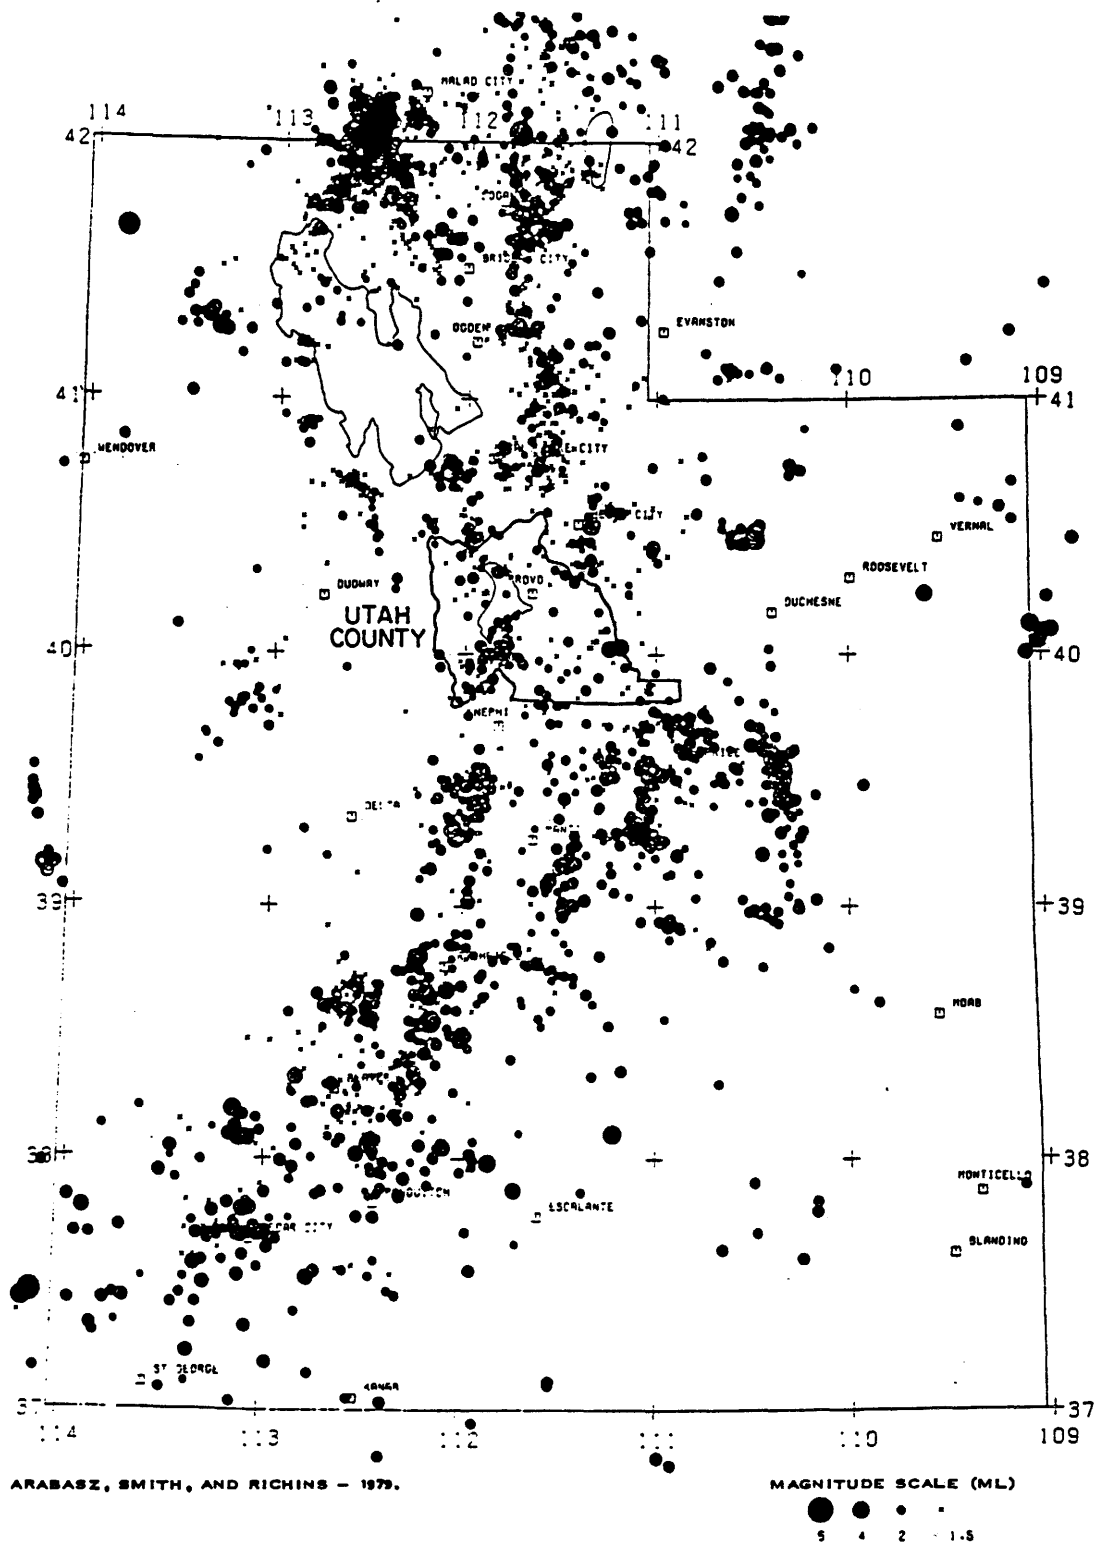 MALAD CITY
114
113
112
111
42
42
OGDEN
EVANSTON
110
109
41
41
WENDOVER
CITY
CITY
VERNAL
ROOSEVELT
DUGWAY
PROVO
DUCHESNE
UTAH
COUNTY
40
40
NEPHI
DELTA
39
39
MOAB
38
38
MONTICELLO
ESCALANTE
CITY
BLANDING
ST GEORGE
KANAB
37
37
114
113
112
111
110
109
ARABASZ, SMITH, AND RICHINS – 1979.
MAGNITUDE SCALE (ML)
5 4 2 1.5